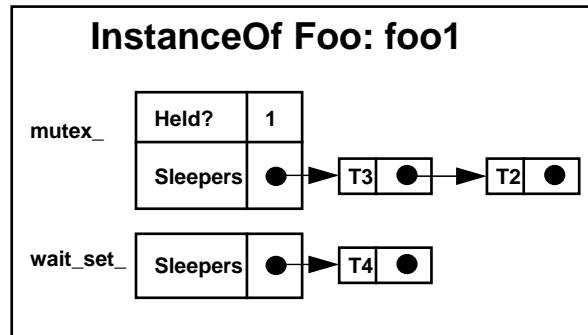 InstanceOf Foo: foo1
Held? 1
mutex_
Sleepers T3 T2
wait_set_ Sleepers T4